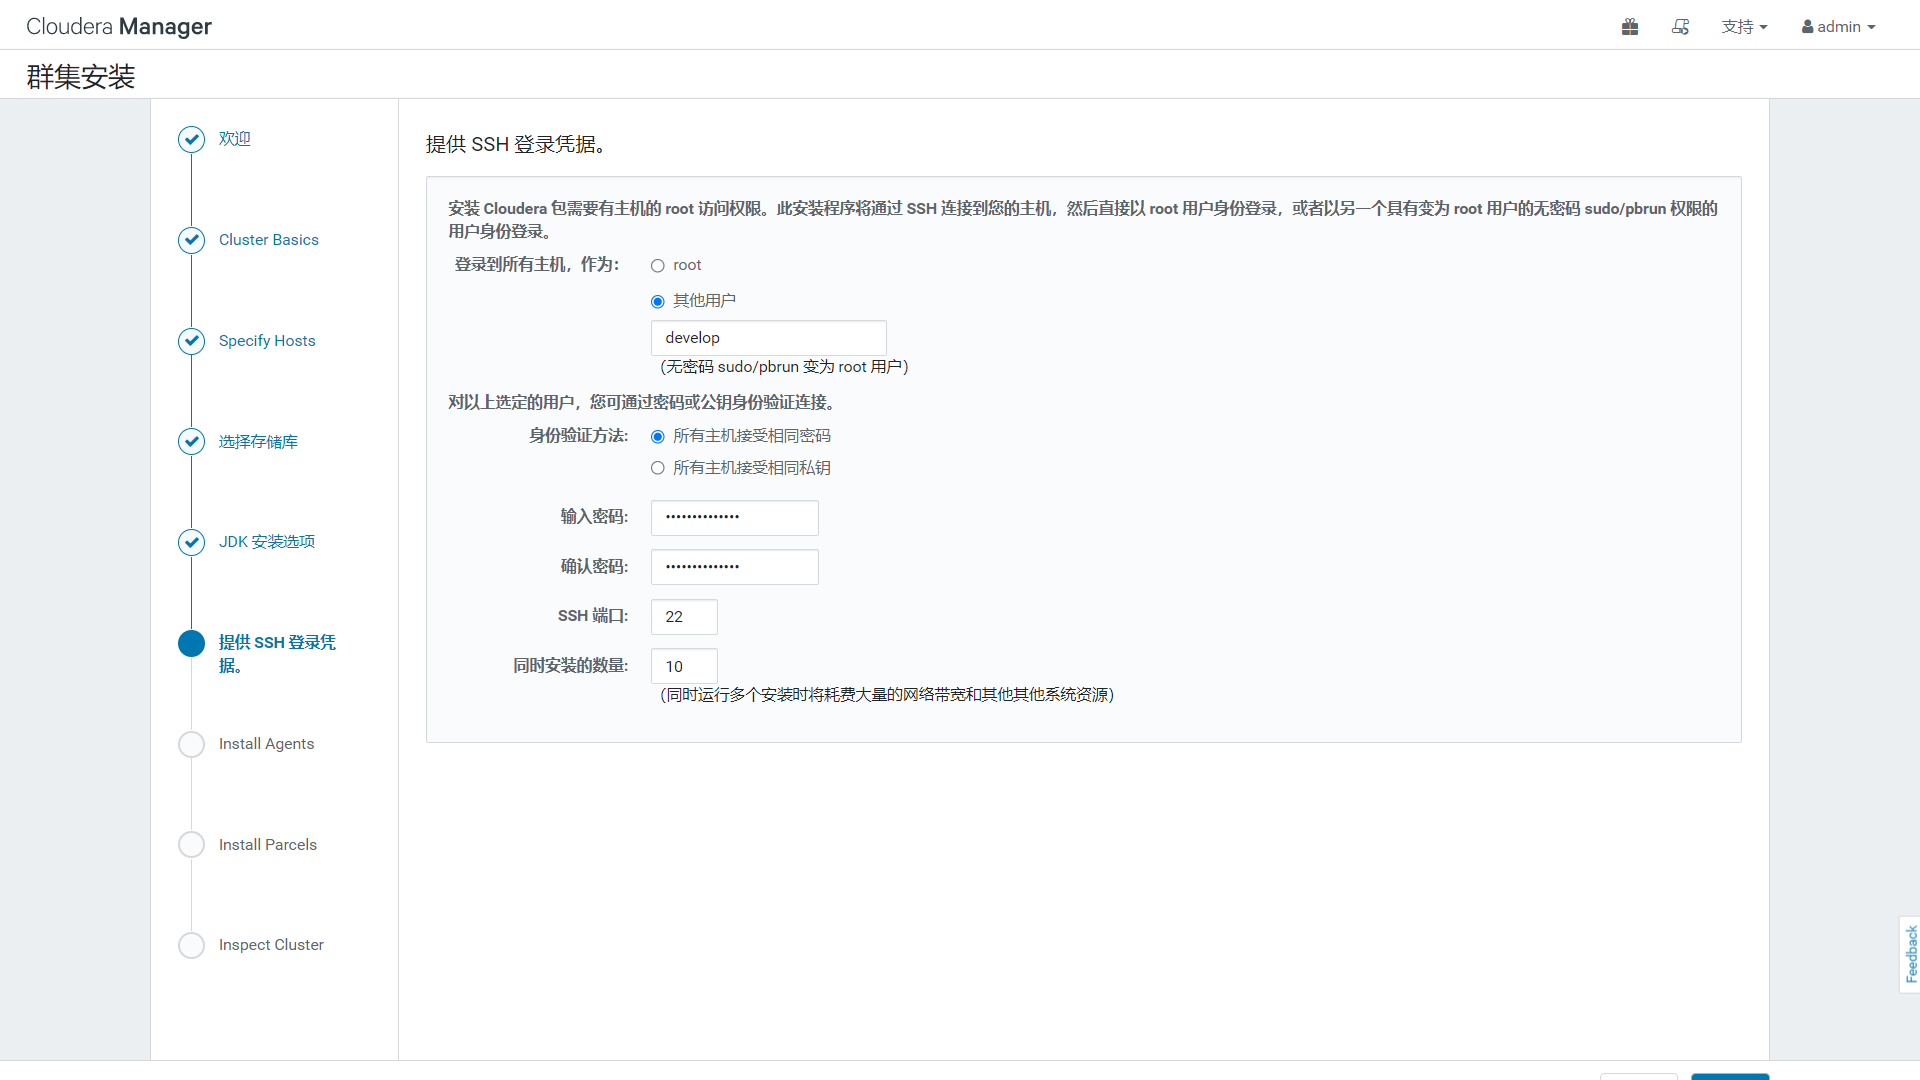 Cloudera Manager
支持
admin
群集安装
欢迎
Cluster Basics
Specify Hosts
选择存储库
JDK 安装选项
提供 SSH 登录凭
据。
Install Agents
Install Parcels
Inspect Cluster
提供 SSH 登录凭据。
安装 Cloudera 包需要有主机的 root 访问权限。此安装程序将通过 SSH 连接到您的主机，然后直接以 root 用户身份登录，或者以另一个具有变为 root 用户的无密码 sudo/pbrun 权限的
用户身份登录。
登录到所有主机，作为：
root
其他用户
develop
（无密码 sudo/pbrun 变为 root 用户）
对以上选定的用户，您可通过密码或公钥身份验证连接。
身份验证方法:
所有主机接受相同密码
所有主机接受相同私钥
输入密码: ••••••••••••••
确认密码: ••••••••••••••
SSH 端口: 22
同时安装的数量: 10
（同时运行多个安装时将耗费大量的网络带宽和其他其他系统资源）
Feedback